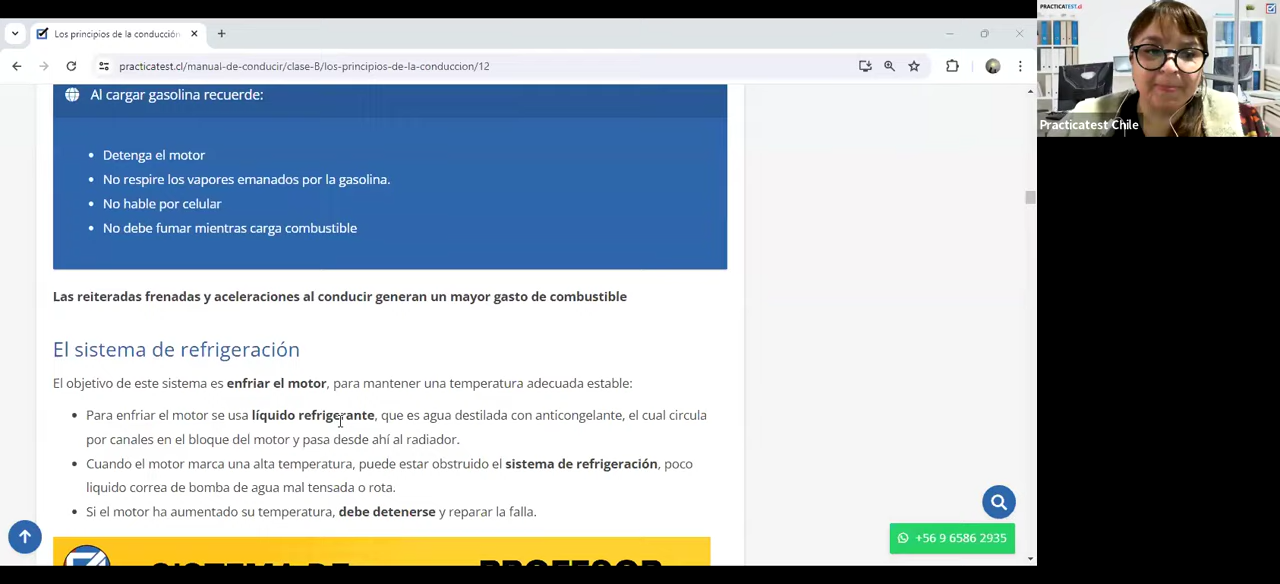 Los principios de la conducción
practicatest.cl/manual-de-conducir/clase-B/los-principios-de-la-conduccion/12
PRACTICATEST.cl
Practicatest Chile
Al cargar gasolina recuerde:
Detenga el motor
No respire los vapores emanados por la gasolina.
No hable por celular
No debe fumar mientras carga combustible
Las reiteradas frenadas y aceleraciones al conducir generan un mayor gasto de combustible
El sistema de refrigeración
El objetivo de este sistema es enfriar el motor, para mantener una temperatura adecuada estable:
Para enfriar el motor se usa líquido refrigerante, que es agua destilada con anticongelante, el cual circula
por canales en el bloque del motor y pasa desde ahí al radiador.
Cuando el motor marca una alta temperatura, puede estar obstruido el sistema de refrigeración, poco
liquido correa de bomba de agua mal tensada o rota.
Si el motor ha aumentado su temperatura, debe detenerse y reparar la falla.
+56 9 6586 2935
SISTEMA DE
PROFESOR